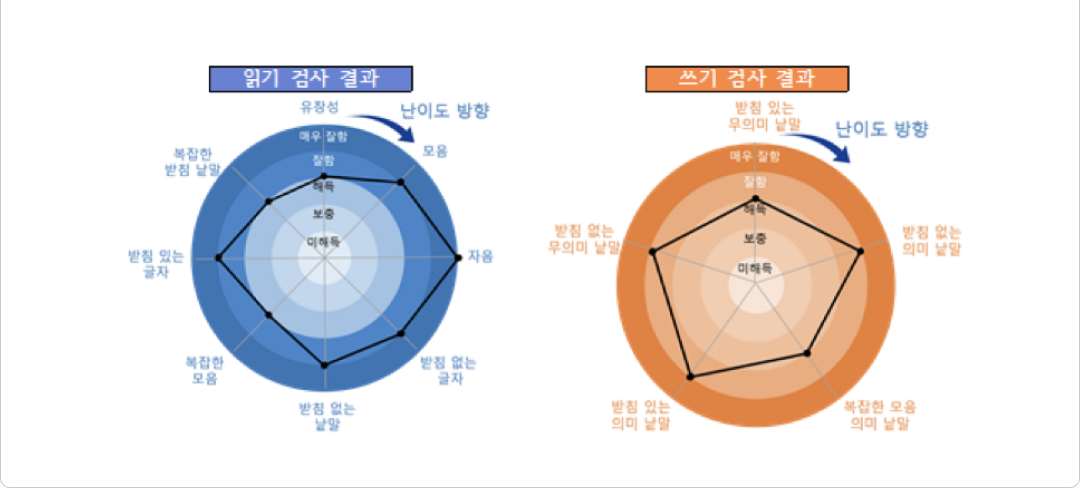 읽기 검사 결과
유창성
난이도 방향
매우 잘함
모음
복잡한
받침 낱말
잘함
해득
보충
미해득
받침 있는
글자
자음
복잡한
모음
받침 없는
글자
받침 없는
낱말
쓰기 검사 결과
받침 있는
무의미 낱말
난이도 방향
매우 잘함
잘함
해득
받침 없는
무의미 낱말
보충
받침 없는
의미 낱말
미해득
받침 있는
의미 낱말
복잡한 모음
의미 낱말